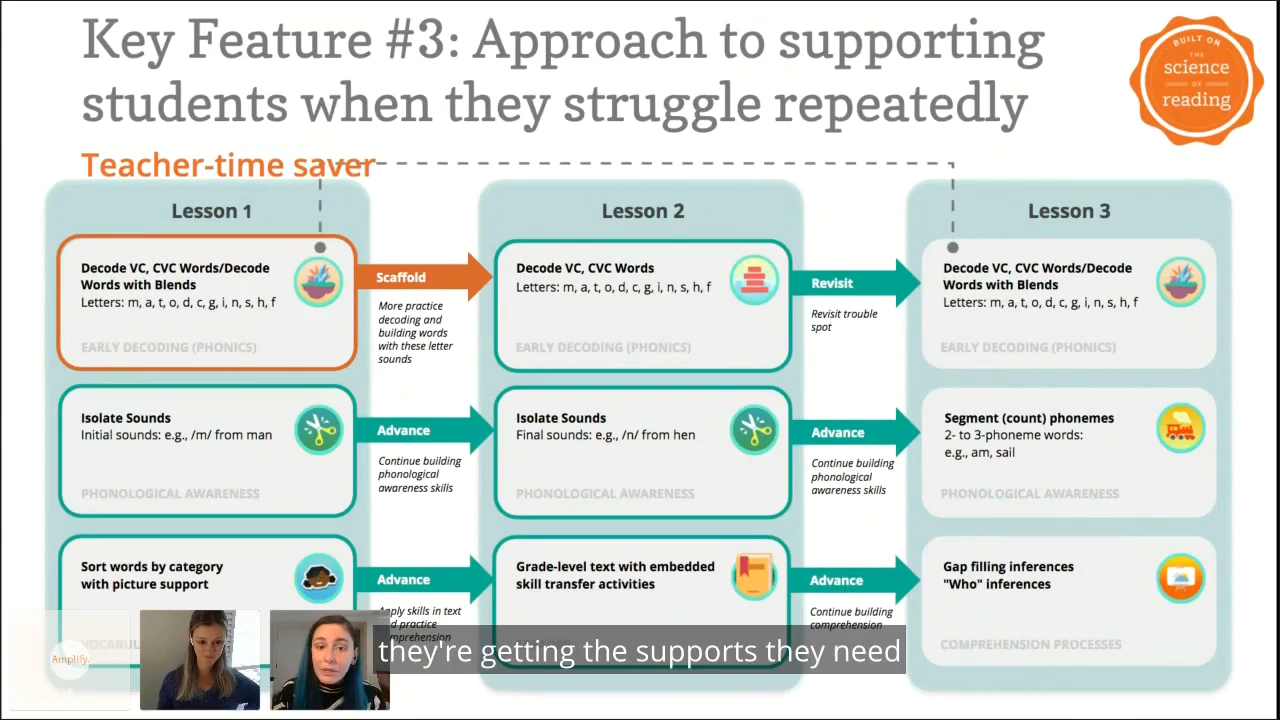 Key Feature #3: Approach to supporting
students when they struggle repeatedly
BUILT ON
THE
science
OF
reading
Teacher-time saver
Lesson 1
Decode VC, CVC Words/Decode
Words with Blends
Letters: m, a, t, o, d, c, g, i, n, s, h, f
EARLY DECODING (PHONICS)
Scaffold
More practice
decoding and
building words
with these letter
sounds
Lesson 2
Decode VC, CVC Words
Letters: m, a, t, o, d, c, g, i, n, s, h, f
EARLY DECODING (PHONICS)
Revisit
Revisit trouble
spot
Lesson 3
Decode VC, CVC Words/Decode
Words with Blends
Letters: m, a, t, o, d, c, g, i, n, s, h, f
EARLY DECODING (PHONICS)
Isolate Sounds
Initial sounds: e.g., /m/ from man
PHONOLOGICAL AWARENESS
Advance
Continue building
phonological
awareness skills
Isolate Sounds
Final sounds: e.g., /n/ from hen
PHONOLOGICAL AWARENESS
Advance
Continue building
phonological
awareness skills
Segment (count) phonemes
2- to 3-phoneme words:
e.g., am, sail
PHONOLOGICAL AWARENESS
Sort words by category
with picture support
Advance
skills in text
practice
Grade-level text with embedded
skill transfer activities
Advance
Continue building
comprehension
Gap filling inferences
"Who" inferences
COMPREHENSION PROCESSES
Amplify.
they're getting the supports they need